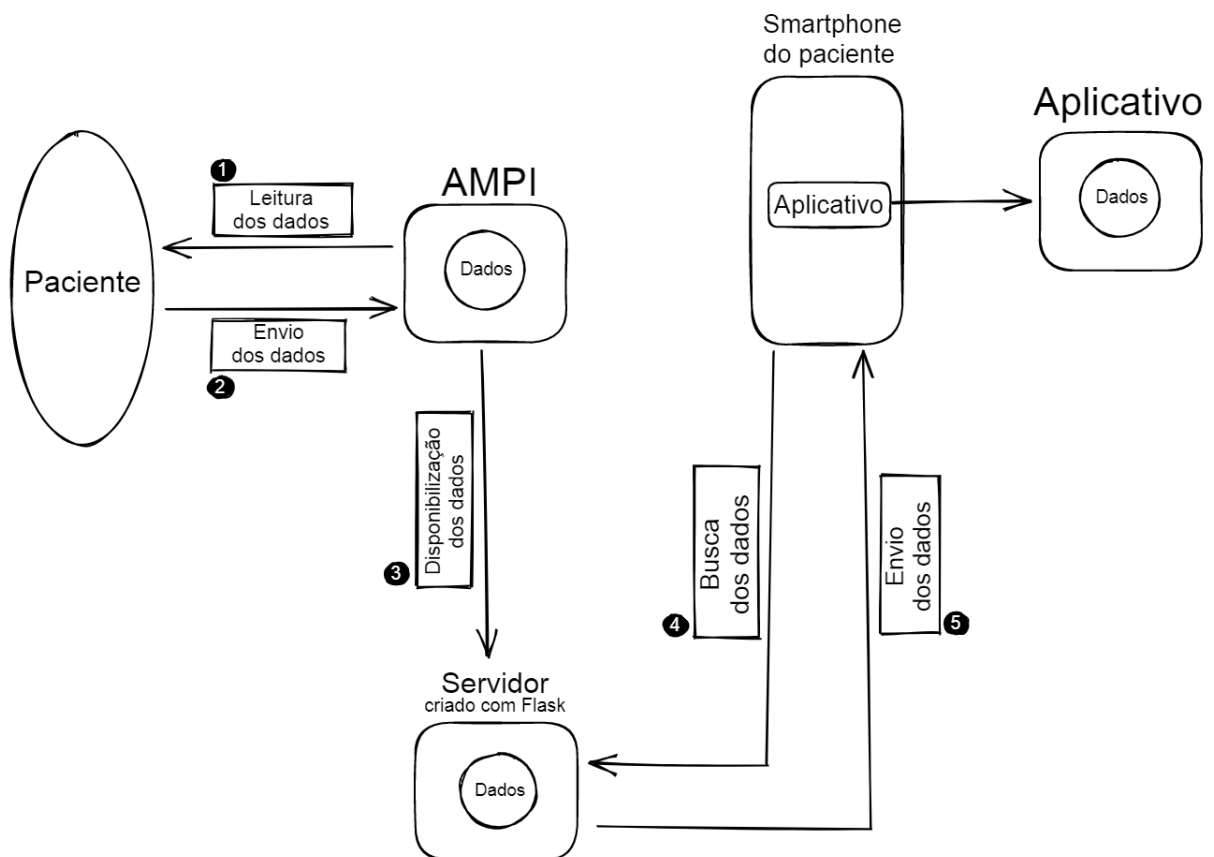 Smartphone
do paciente
Aplicativo
Aplicativo
Dados
1
Leitura
dos dados
AMPI
Dados
Paciente
Envio
dos dados
2
Disponibilização
dos dados
3
Busca
dos dados
4
Envio
dos dados
5
Servidor
criado com Flask
Dados